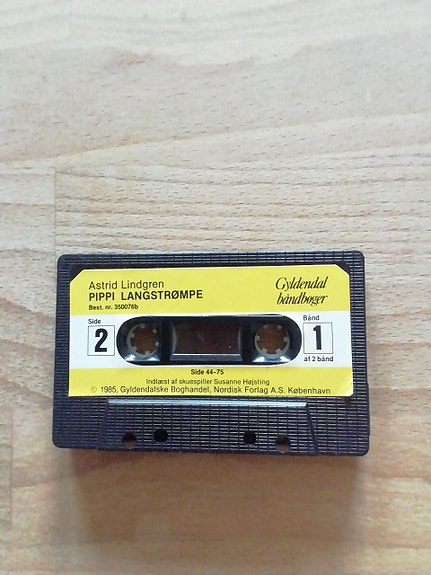 Astrid Lindgren
PIPPI LANGSTRØMPE
Best. nr. 350076b
Gyldendal
båndbøger
Side
2
Bånd
1
af 2 bånd
Side 44-75
Indlæst af skuespiller Susanne Højsting
© 1985, Gyldendalske Boghandel, Nordisk Forlag A.S. København